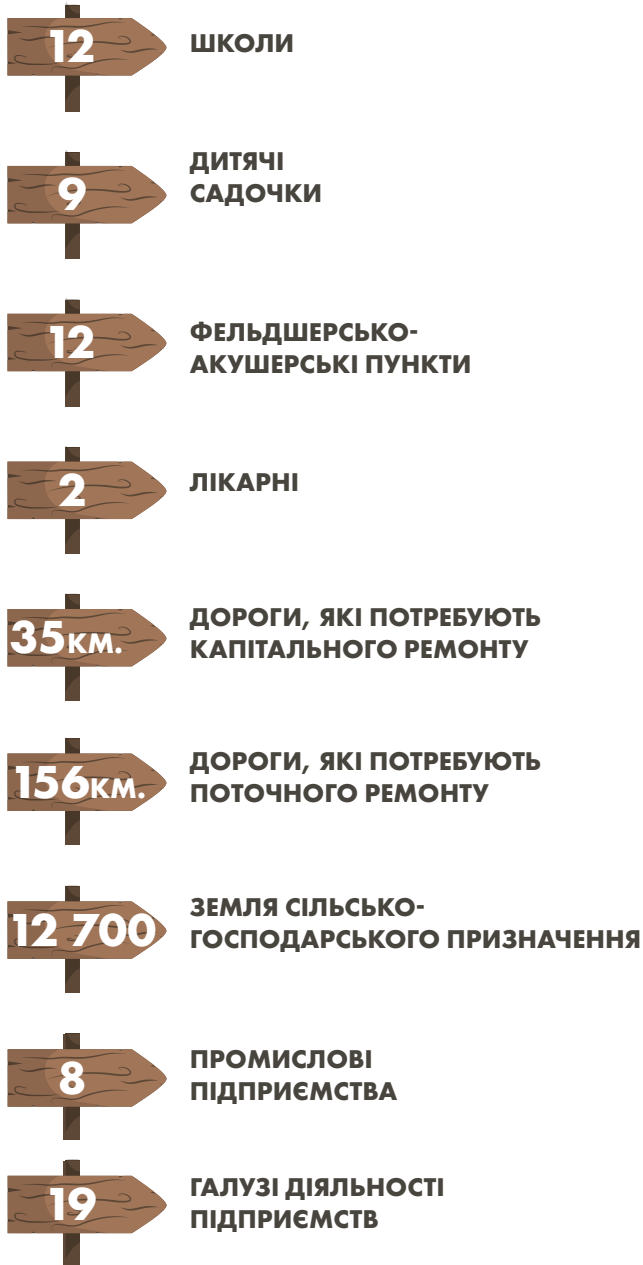 12
ШКОЛИ
9
ДИТЯЧІ
САДОЧКИ
12
ФЕЛЬДШЕРСЬКО-
АКУШЕРСЬКІ ПУНКТИ
2
ЛІКАРНІ
35КМ.
ДОРОГИ, ЯКІ ПОТРЕБУЮТЬ
КАПІТАЛЬНОГО РЕМОНТУ
156КМ.
ДОРОГИ, ЯКІ ПОТРЕБУЮТЬ
ПОТОЧНОГО РЕМОНТУ
12 700
ЗЕМЛЯ СІЛЬСЬКО-
ГОСПОДАРСЬКОГО ПРИЗНАЧЕННЯ
8
ПРОМИСЛОВІ
ПІДПРИЄМСТВА
19
ГАЛУЗІ ДІЯЛЬНОСТІ
ПІДПРИЄМСТВ